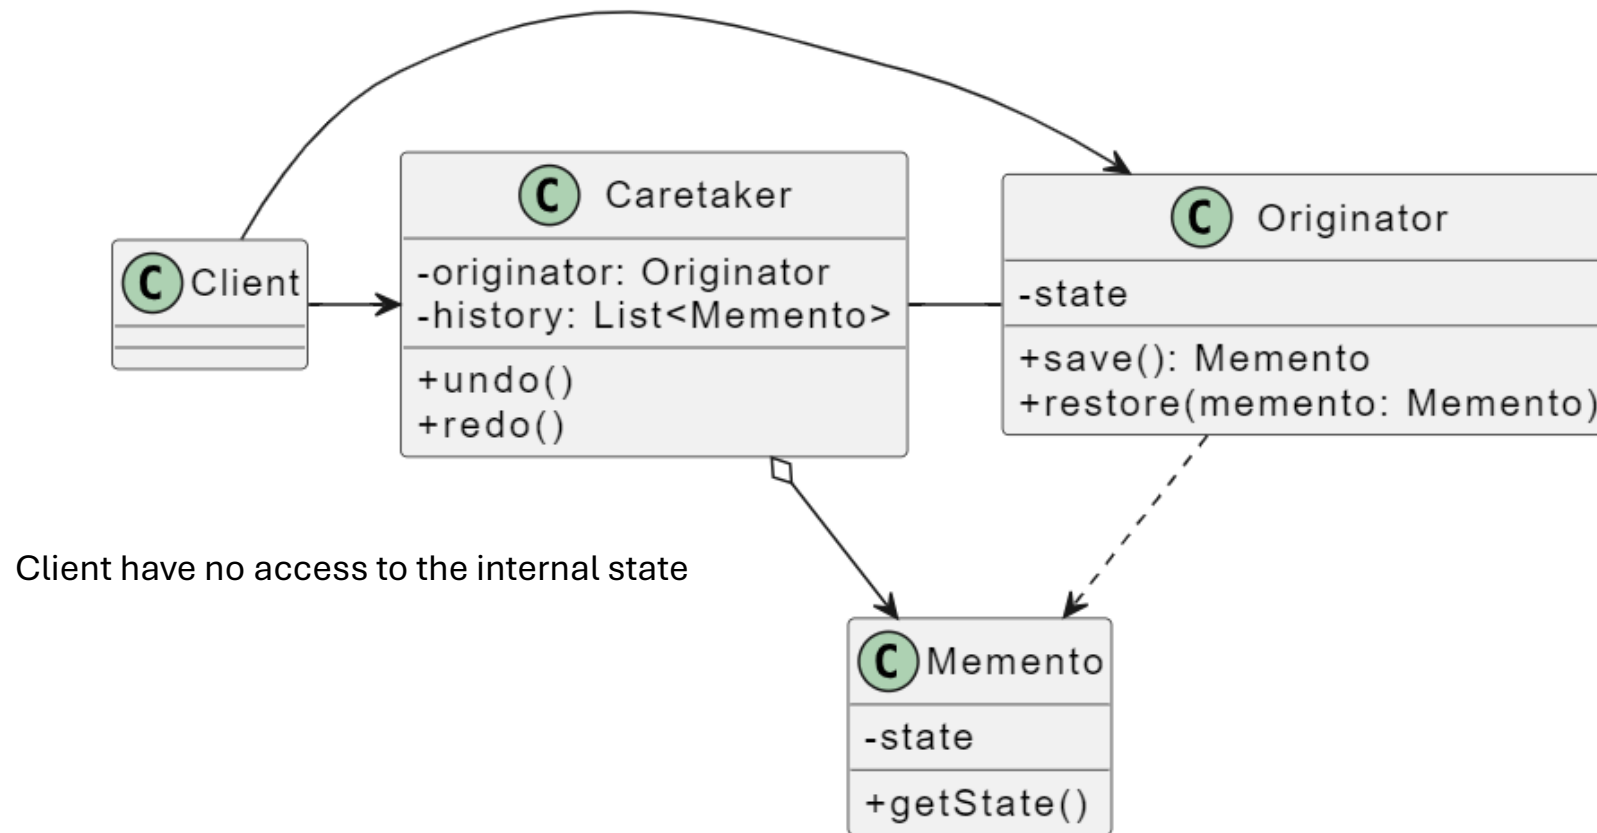 C Caretaker
-originator: Originator
-history: List<Memento>
+undo()
+redo()
C Originator
-state
+save(): Memento
+restore(memento: Memento)
C Client
Client have no access to the internal state
C Memento
-state
+getState()